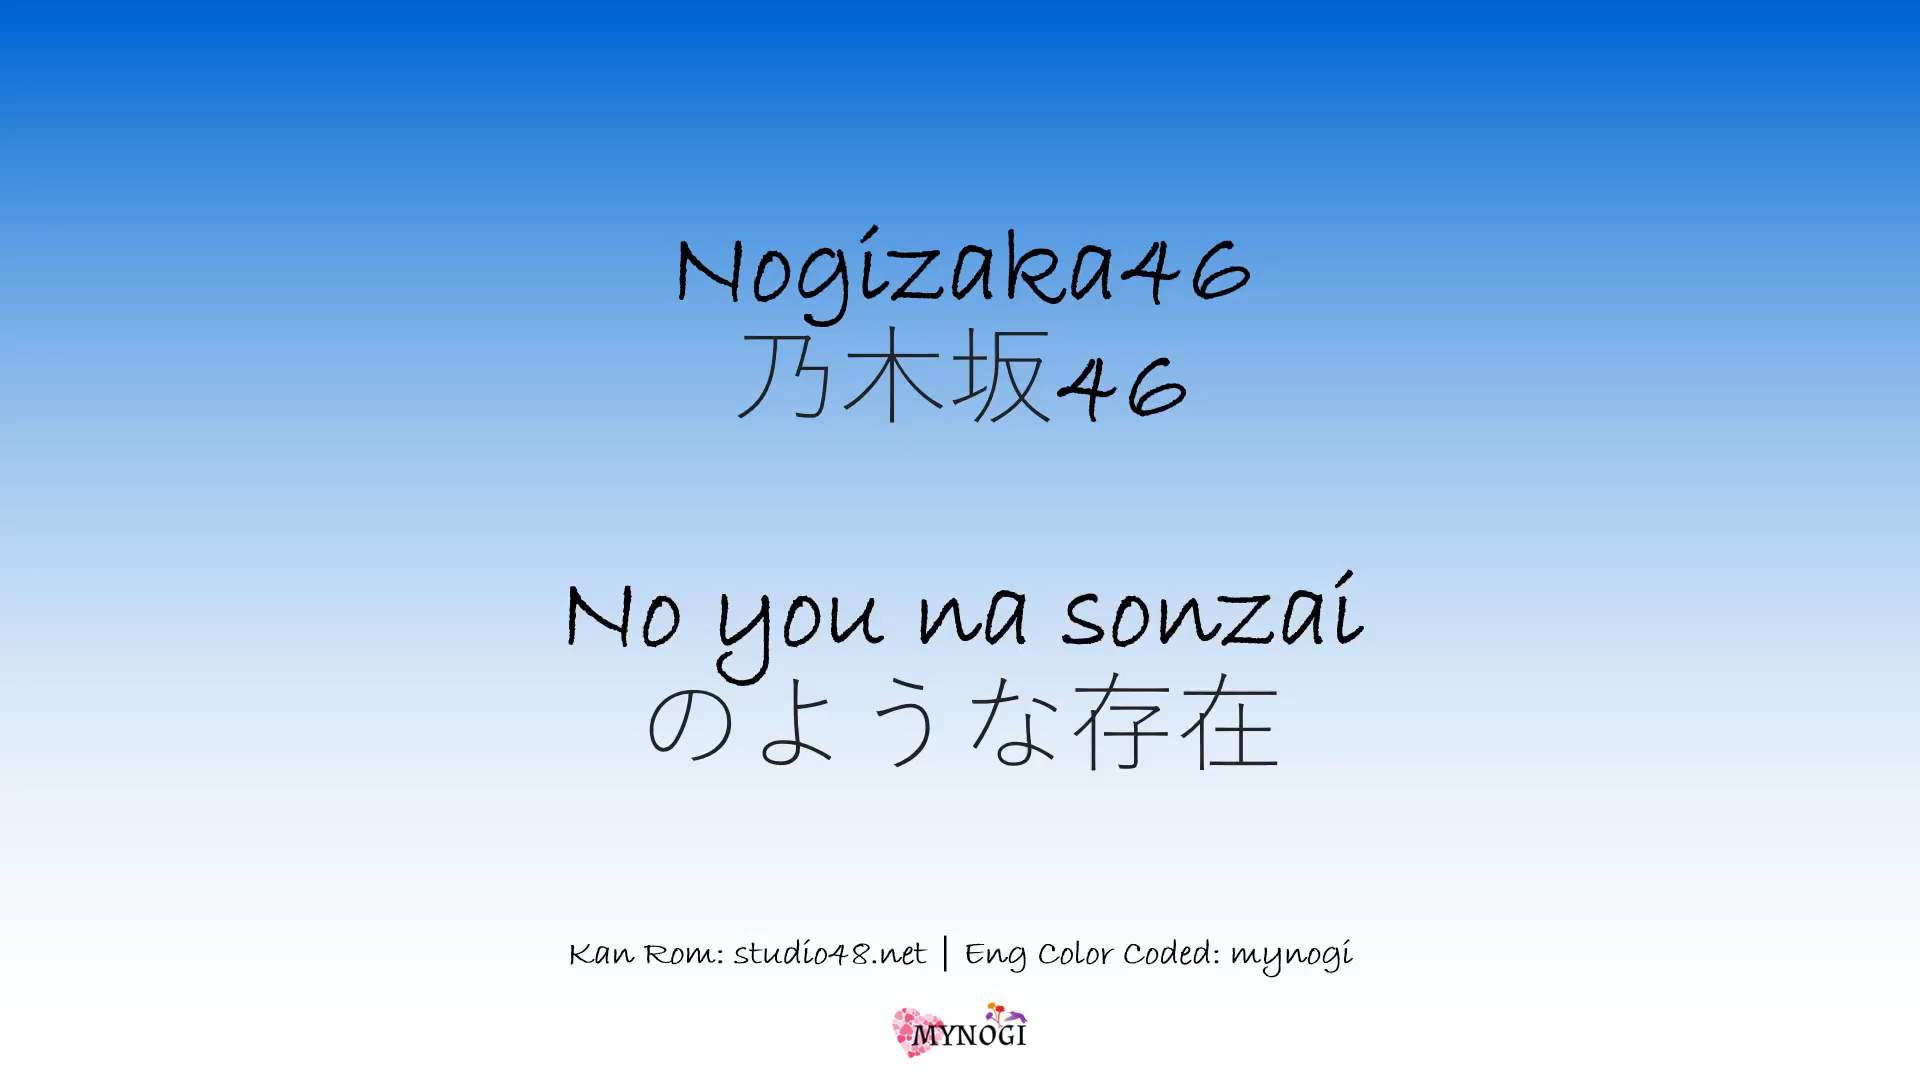 Nogizaka46
乃木坂46
No you na sonzai
のような存在
Kan Rom: studio48.net | Eng Color Coded: mynogi
MYNOGI